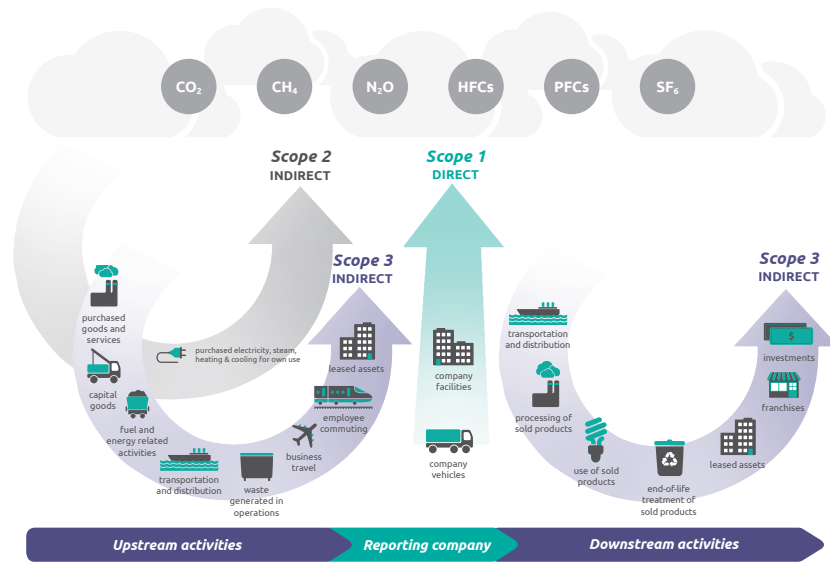 CO₂
CH₄
N₂O
HFCs
PFCs
SF₆
Scope 2
INDIRECT
Scope 1
DIRECT
Scope 3
INDIRECT
Scope 3
INDIRECT
purchased
goods and
services
capital
goods
fuel and
energy related
activities
purchased electricity, steam,
heating & cooling for own use
transportation
and distribution
waste
generated in
operations
business
travel
employee
commuting
leased assets
company
facilities
company
vehicles
transportation
and distribution
processing of
sold products
use of sold
products
end-of-life
treatment of
sold products
leased assets
franchises
$
investments
Upstream activities
Reporting company
Downstream activities